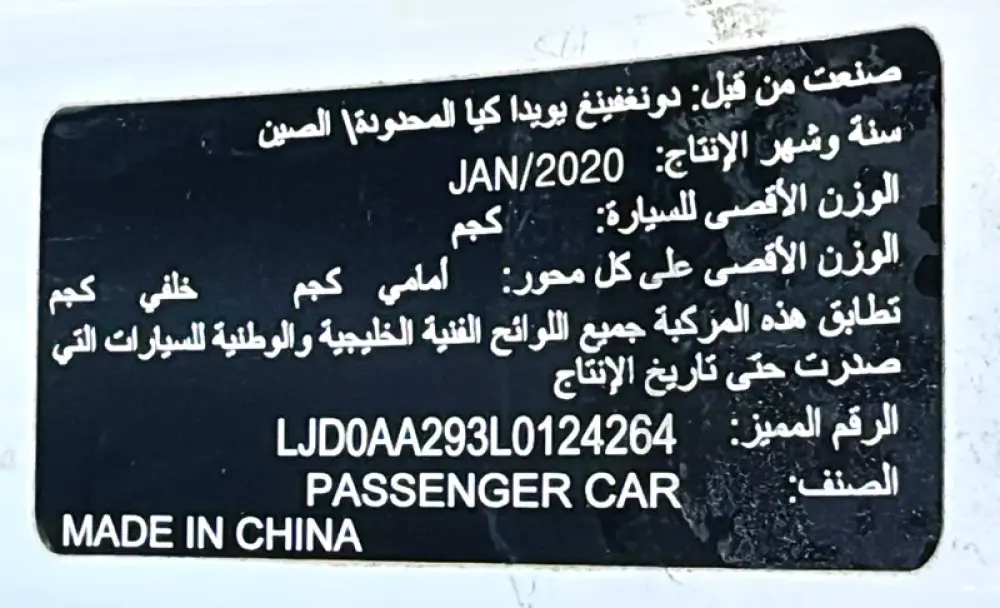 صنعت من قبل: دونغفينغ يويدا كيا المحدودة\ الصين
سنة وشهر الإنتاج: JAN/2020
الوزن الأقصى للسيارة: كجم
الوزن الأقصى على كل محور: أمامي كجم خلفي كجم
تطابق هذه المركبة جميع اللوائح الفنية الخليجية والوطنية للسيارات التي
صدرت حتى تاريخ الإنتاج
الرقم المميز: LJD0AA293L0124264
الصنف: PASSENGER CAR
MADE IN CHINA